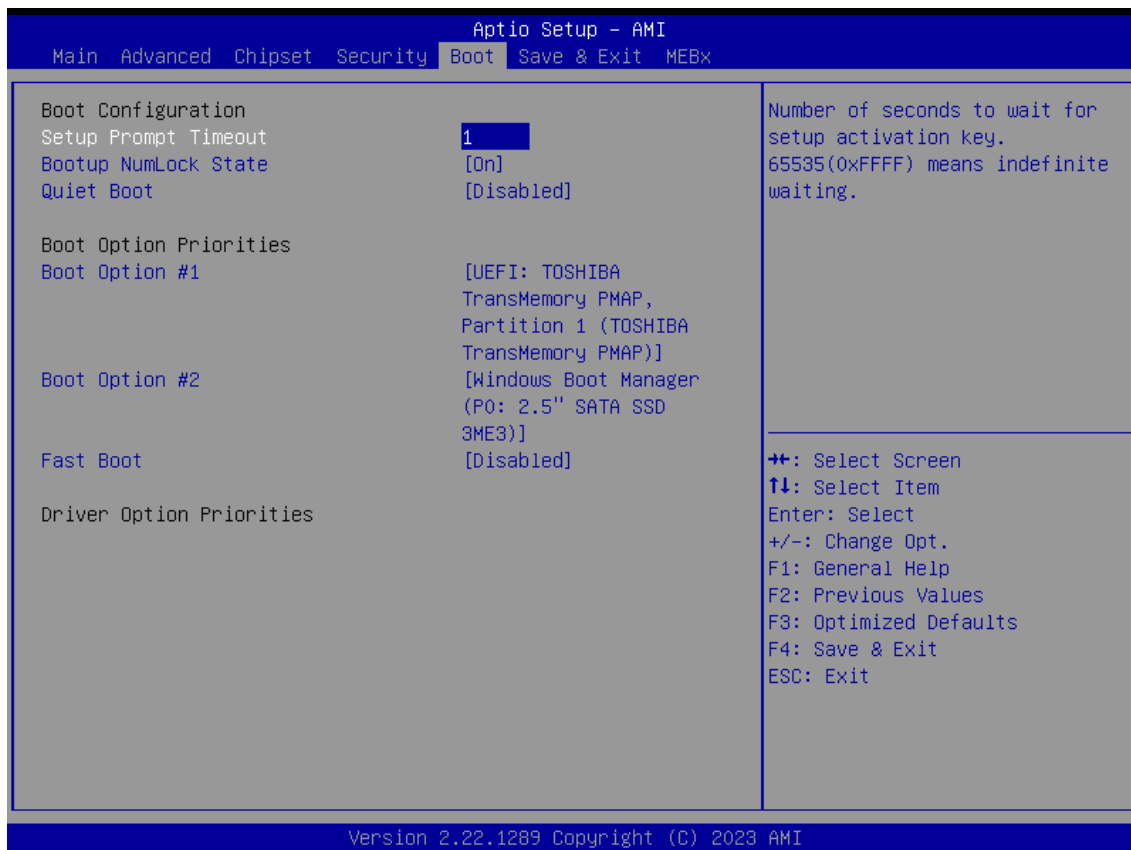 Aptio Setup – AMI
Main Advanced Chipset Security Boot Save & Exit MEBx
Boot Configuration
Setup Prompt Timeout 1
Bootup NumLock State [On]
Quiet Boot [Disabled]
Boot Option Priorities
Boot Option #1 [UEFI: TOSHIBA
TransMemory PMAP,
Partition 1 (TOSHIBA
TransMemory PMAP)]
Boot Option #2 [Windows Boot Manager
(P0: 2.5" SATA SSD
3ME3)]
Fast Boot [Disabled]
Driver Option Priorities
Number of seconds to wait for
setup activation key.
65535(0xFFFF) means indefinite
waiting.
→←: Select Screen
↑↓: Select Item
Enter: Select
+/-: Change Opt.
F1: General Help
F2: Previous Values
F3: Optimized Defaults
F4: Save & Exit
ESC: Exit
Version 2.22.1289 Copyright (C) 2023 AMI